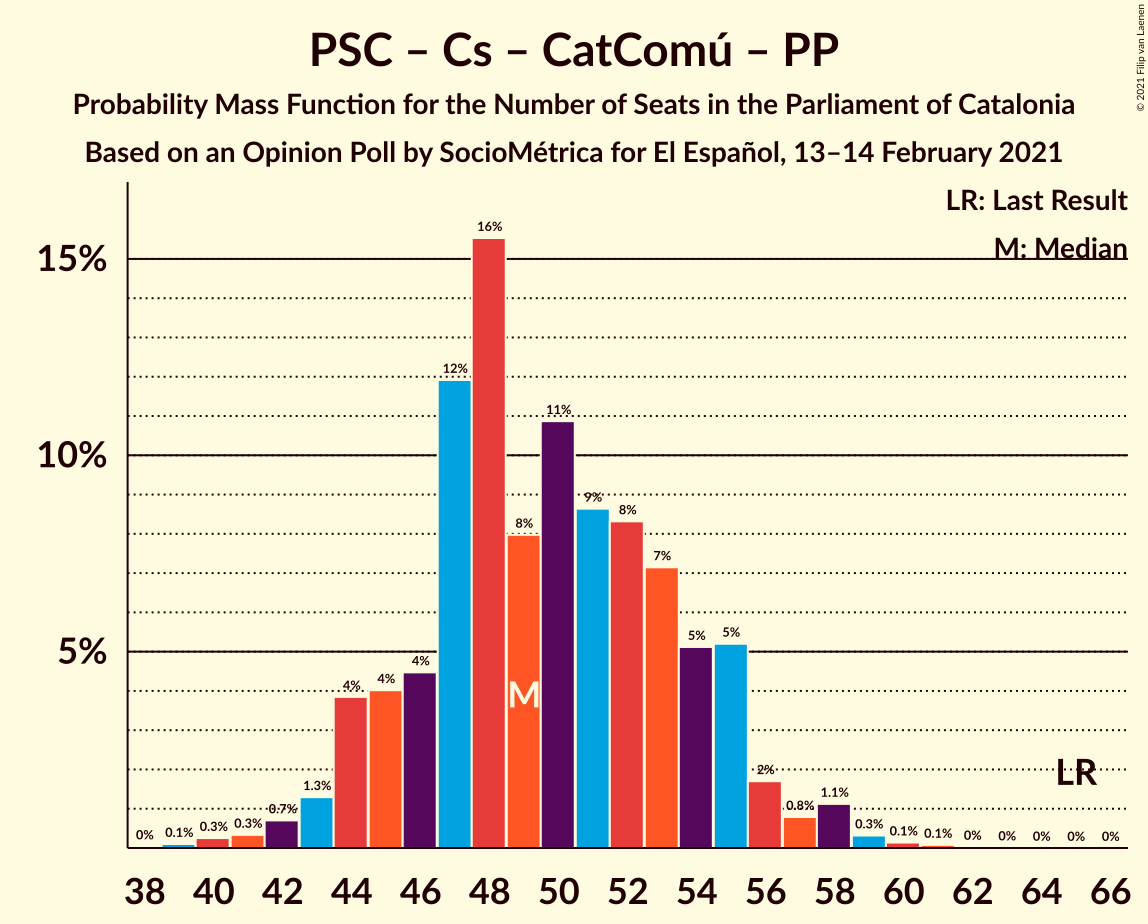 PSC – Cs – CatComú – PP
Probability Mass Function for the Number of Seats in the Parliament of Catalonia
Based on an Opinion Poll by SocioMétrica for El Español, 13–14 February 2021
© 2021 Filip van Laenen
LR: Last Result
M: Median
15%
10%
5%
0% 0.1% 0.3% 0.3% 0.7% 1.3% 4% 4% 4% 12% 16% 8% 11% 9% 8% 7% 5% 5% 2% 0.8% 1.1% 0.3% 0.1% 0.1% 0% 0% 0% 0% 0%
M
LR
38 40 42 44 46 48 50 52 54 56 58 60 62 64 66